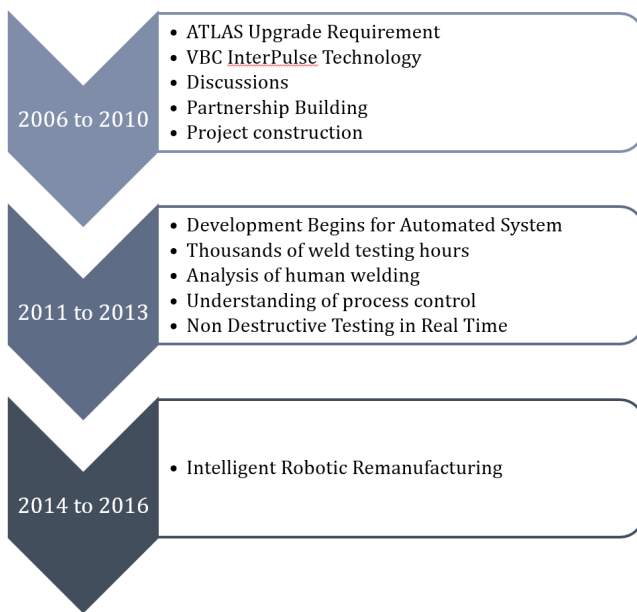 2006 to 2010
• ATLAS Upgrade Requirement
• VBC InterPulse Technology
• Discussions
• Partnership Building
• Project construction
2011 to 2013
• Development Begins for Automated System
• Thousands of weld testing hours
• Analysis of human welding
• Understanding of process control
• Non Destructive Testing in Real Time
2014 to 2016
• Intelligent Robotic Remanufacturing